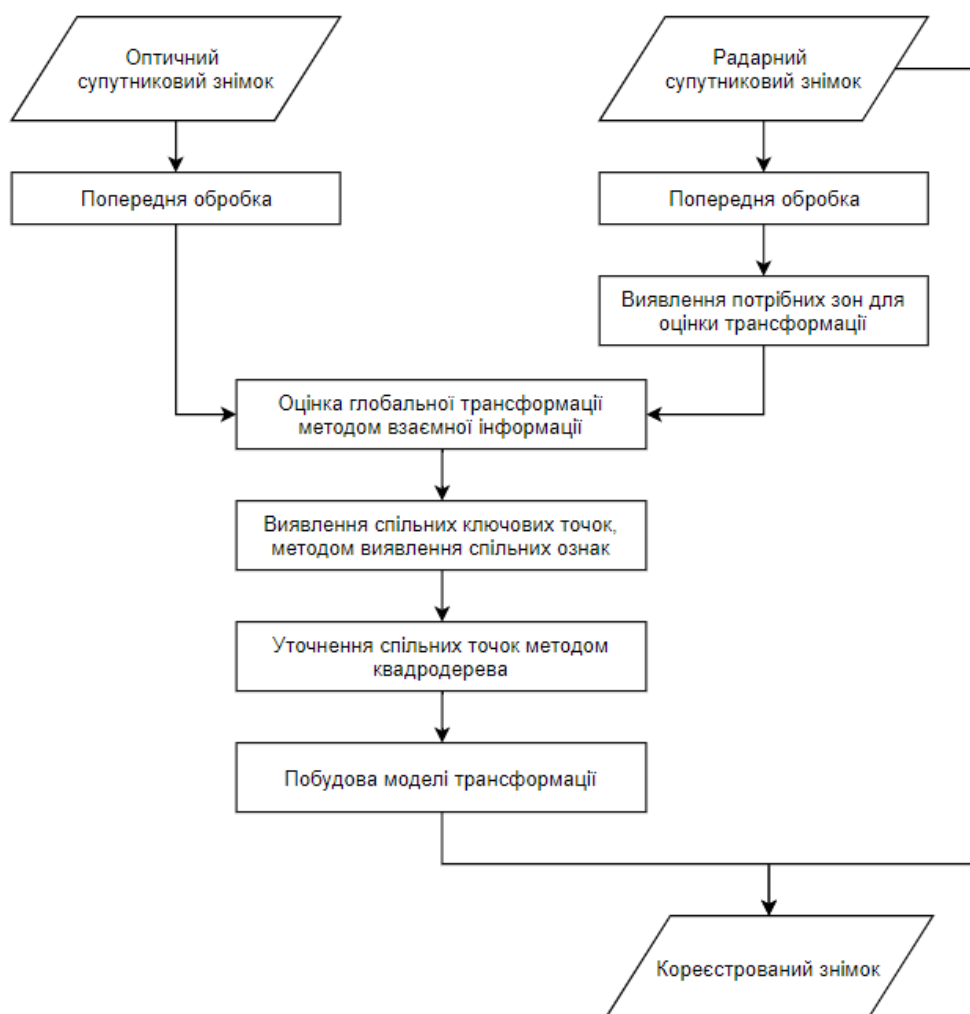 Оптичний
супутниковий знімок
Радарний
супутниковий знімок
Попередня обробка
Попередня обробка
Виявлення потрібних зон для
оцінки трансформації
Оцінка глобальної трансформації
методом взаємної інформації
Виявлення спільних ключових точок,
методом виявлення спільних ознак
Уточнення спільних точок методом
квадродерева
Побудова моделі трансформації
Кореєстрований знімок